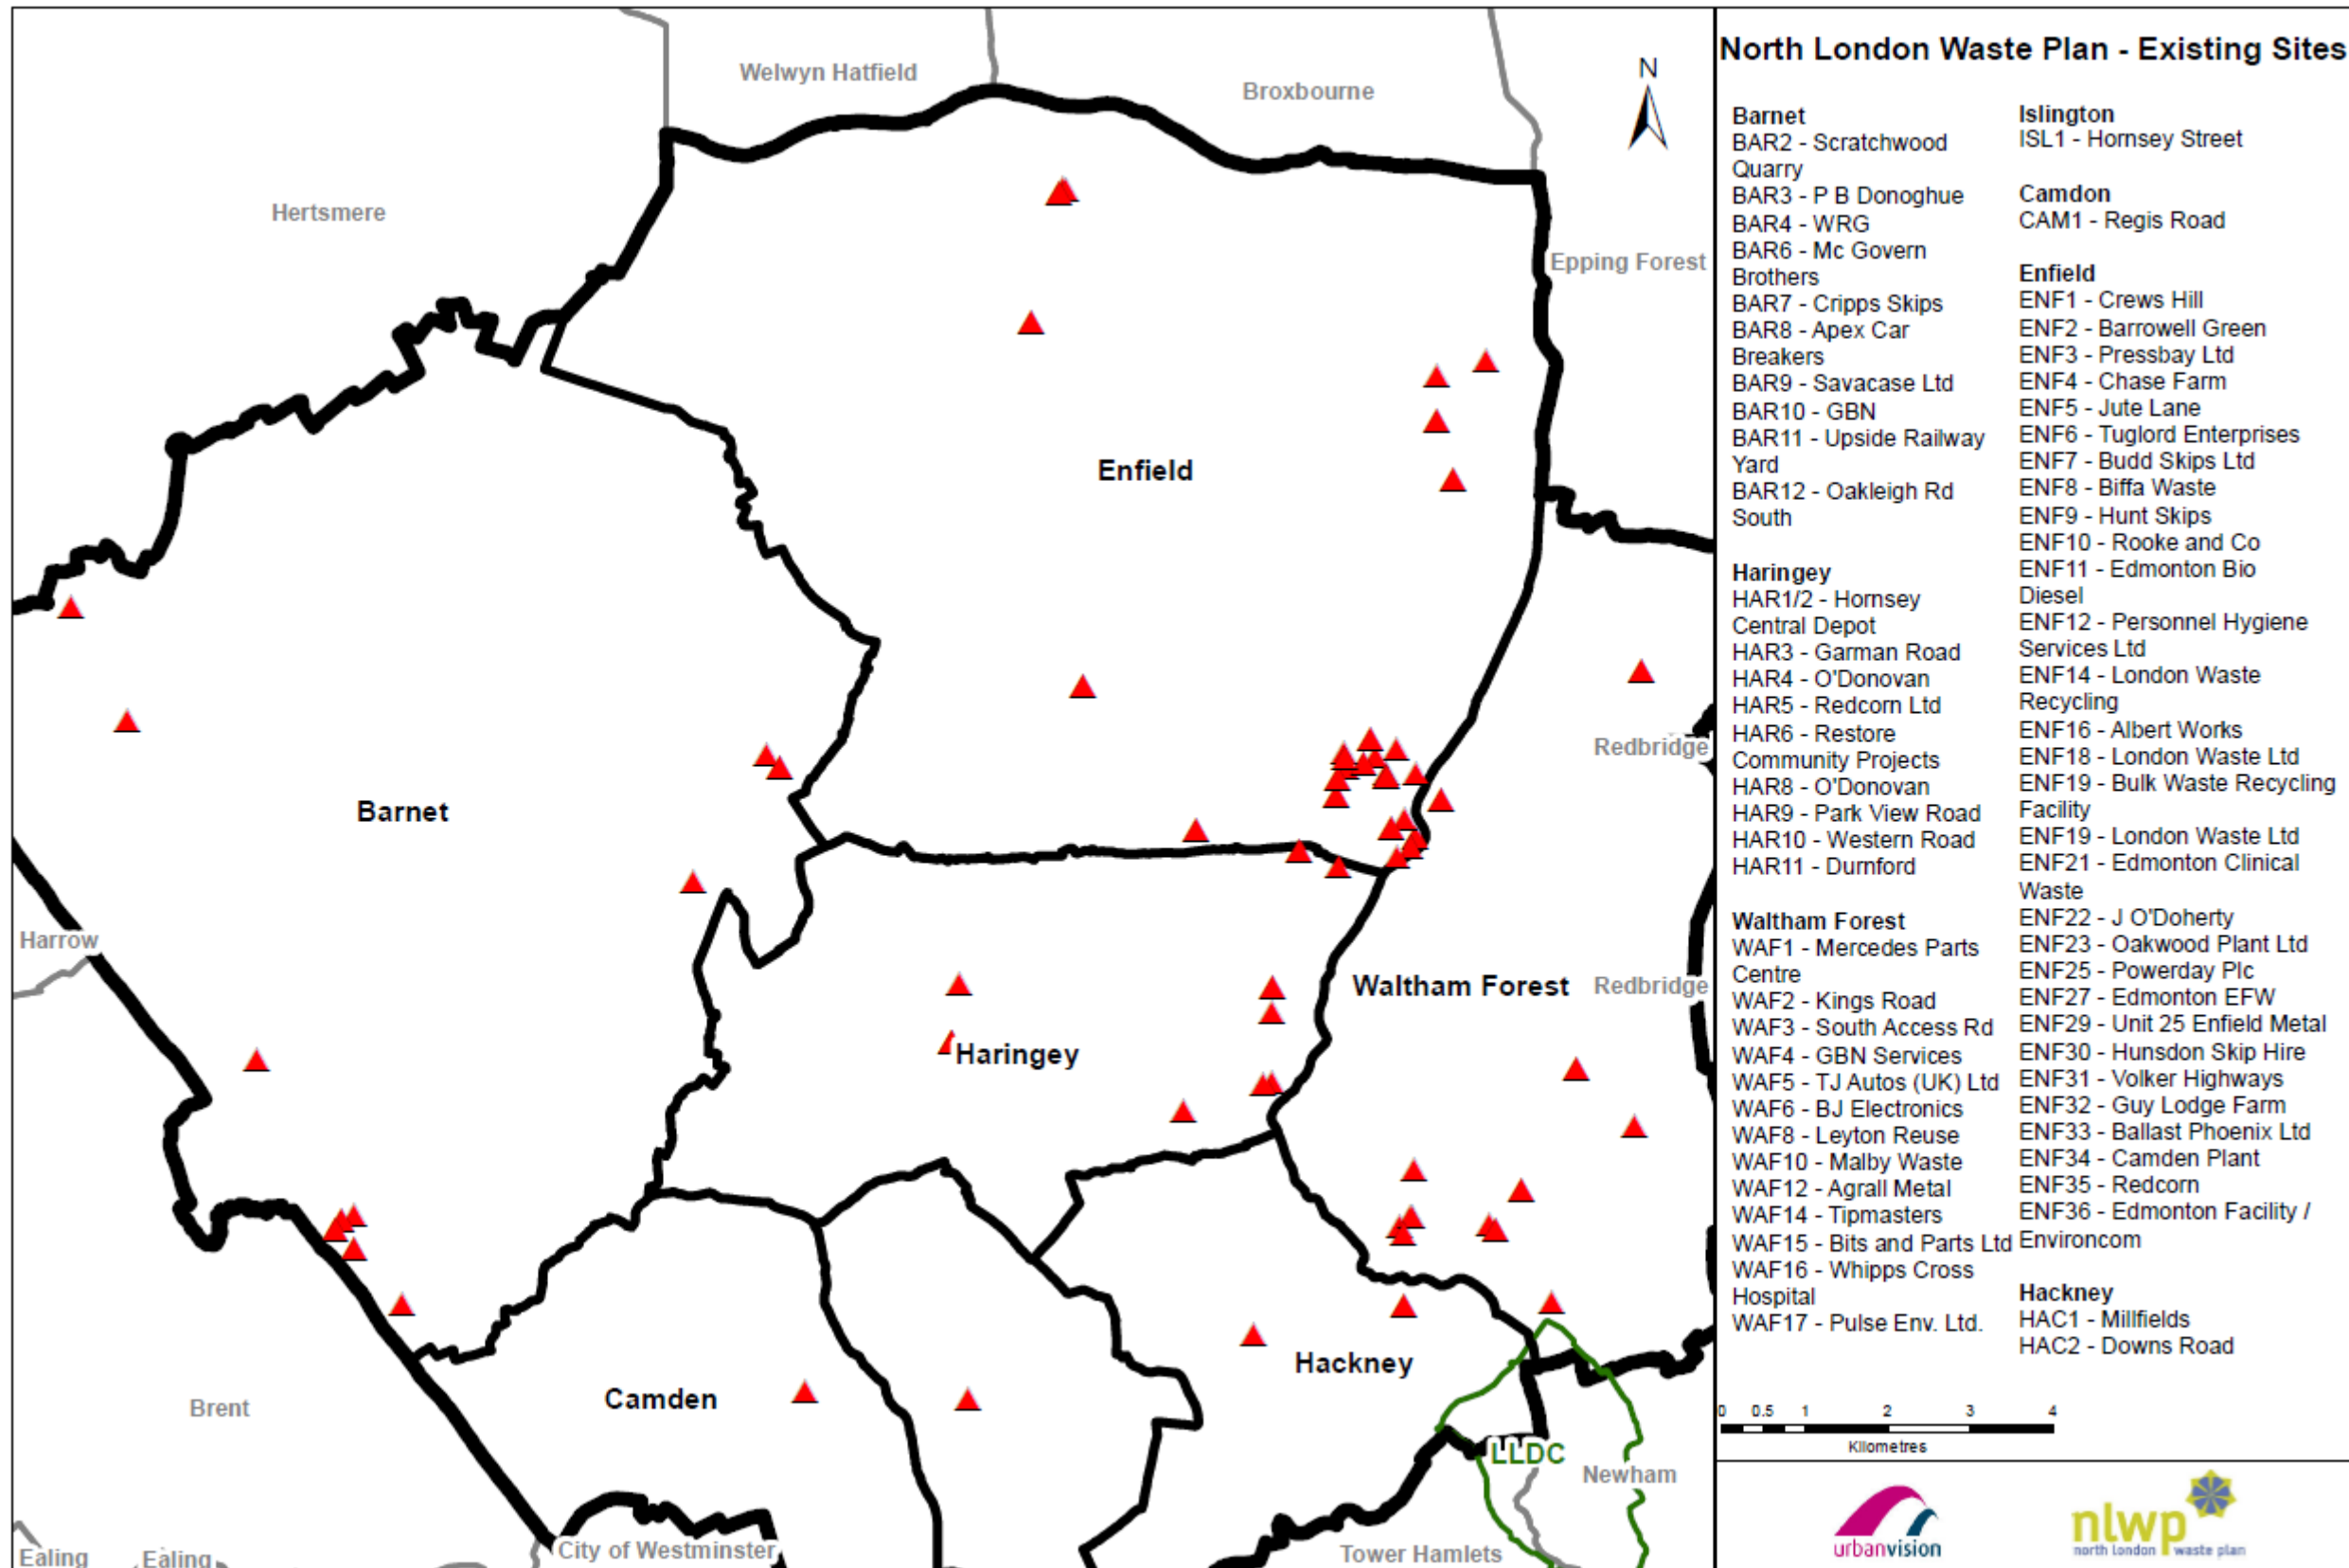 Welwyn Hatfield
Broxbourne
N
Hertsmere
Epping Forest
Enfield
Redbridge
Barnet
Harrow
Waltham Forest
Redbridge
Haringey
Hackney
Camden
Brent
LLDC
Newham
Ealing
Ealing
City of Westminster
Tower Hamlets
North London Waste Plan - Existing Sites
Barnet
BAR2 - Scratchwood
Quarry
BAR3 - P B Donoghue
BAR4 - WRG
BAR6 - Mc Govern
Brothers
BAR7 - Cripps Skips
BAR8 - Apex Car
Breakers
BAR9 - Savacase Ltd
BAR10 - GBN
BAR11 - Upside Railway
Yard
BAR12 - Oakleigh Rd
South
Haringey
HAR1/2 - Hornsey
Central Depot
HAR3 - Garman Road
HAR4 - O'Donovan
HAR5 - Redcorn Ltd
HAR6 - Restore
Community Projects
HAR8 - O'Donovan
HAR9 - Park View Road
HAR10 - Western Road
HAR11 - Durnford
Waltham Forest
WAF1 - Mercedes Parts
Centre
WAF2 - Kings Road
WAF3 - South Access Rd
WAF4 - GBN Services
WAF5 - TJ Autos (UK) Ltd
WAF6 - BJ Electronics
WAF8 - Leyton Reuse
WAF10 - Malby Waste
WAF12 - Agrall Metal
WAF14 - Tipmasters
WAF15 - Bits and Parts Ltd
WAF16 - Whipps Cross
Hospital
WAF17 - Pulse Env. Ltd.
Islington
ISL1 - Hornsey Street
Camdon
CAM1 - Regis Road
Enfield
ENF1 - Crews Hill
ENF2 - Barrowell Green
ENF3 - Pressbay Ltd
ENF4 - Chase Farm
ENF5 - Jute Lane
ENF6 - Tuglord Enterprises
ENF7 - Budd Skips Ltd
ENF8 - Biffa Waste
ENF9 - Hunt Skips
ENF10 - Rooke and Co
ENF11 - Edmonton Bio
Diesel
ENF12 - Personnel Hygiene
Services Ltd
ENF14 - London Waste
Recycling
ENF16 - Albert Works
ENF18 - London Waste Ltd
ENF19 - Bulk Waste Recycling
Facility
ENF19 - London Waste Ltd
ENF21 - Edmonton Clinical
Waste
ENF22 - J O'Doherty
ENF23 - Oakwood Plant Ltd
ENF25 - Powerday Plc
ENF27 - Edmonton EFW
ENF29 - Unit 25 Enfield Metal
ENF30 - Hunsdon Skip Hire
ENF31 - Volker Highways
ENF32 - Guy Lodge Farm
ENF33 - Ballast Phoenix Ltd
ENF34 - Camden Plant
ENF35 - Redcorn
ENF36 - Edmonton Facility /
Environcom
Hackney
HAC1 - Millfields
HAC2 - Downs Road
0 0.5 1 2 3 4
Kilometres
urbanvision
nlwp
north london waste plan